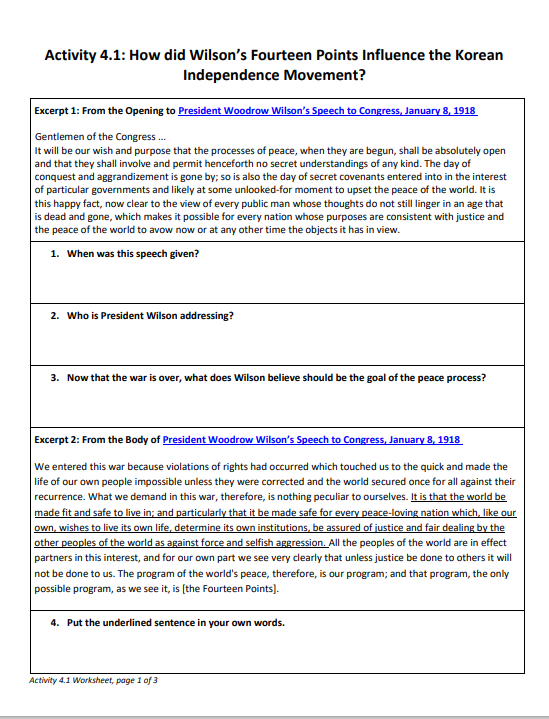 Activity 4.1: How did Wilson's Fourteen Points Influence the Korean
Independence Movement?
Excerpt 1: From the Opening to President Woodrow Wilson's Speech to Congress, January 8, 1918
Gentlemen of the Congress ...
It will be our wish and purpose that the processes of peace, when they are begun, shall be absolutely open
and that they shall involve and permit henceforth no secret understandings of any kind. The day of
conquest and aggrandizement is gone by; so is also the day of secret covenants entered into in the interest
of particular governments and likely at some unlooked-for moment to upset the peace of the world. It is
this happy fact, now clear to the view of every public man whose thoughts do not still linger in an age that
is dead and gone, which makes it possible for every nation whose purposes are consistent with justice and
the peace of the world to avow now or at any other time the objects it has in view.
1. When was this speech given?
2. Who is President Wilson addressing?
3. Now that the war is over, what does Wilson believe should be the goal of the peace process?
Excerpt 2: From the Body of President Woodrow Wilson's Speech to Congress, January 8, 1918
We entered this war because violations of rights had occurred which touched us to the quick and made the
life of our own people impossible unless they were corrected and the world secured once for all against their
recurrence. What we demand in this war, therefore, is nothing peculiar to ourselves. It is that the world be
made fit and safe to live in; and particularly that it be made safe for every peace-loving nation which, like our
own, wishes to live its own life, determine its own institutions, be assured of justice and fair dealing by the
other peoples of the world as against force and selfish aggression. All the peoples of the world are in effect
partners in this interest, and for our own part we see very clearly that unless justice be done to others it will
not be done to us. The program of the world's peace, therefore, is our program; and that program, the only
possible program, as we see it, is [the Fourteen Points].
4. Put the underlined sentence in your own words.
Activity 4.1 Worksheet, page 1 of 3